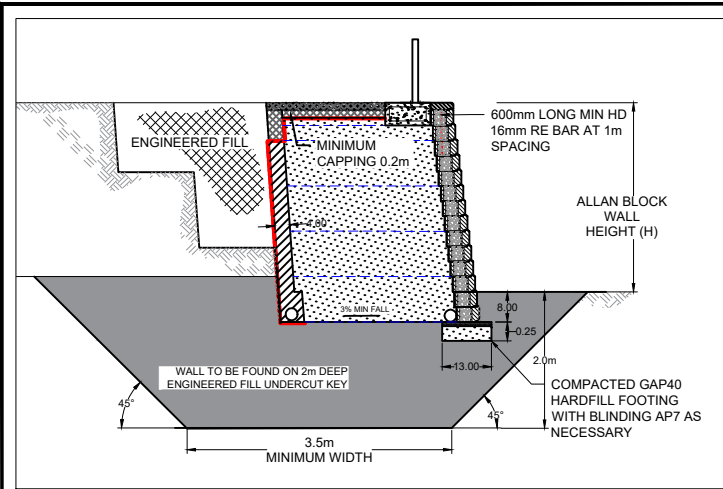 600mm LONG MIN HD
16mm RE BAR AT 1m
SPACING
ENGINEERED FILL
MINIMUM
CAPPING 0.2m
ALLAN BLOCK
WALL
HEIGHT (H)
3% MIN FALL
8.00
0.25
2.0m
13.00
WALL TO BE FOUND ON 2m DEEP
ENGINEERED FILL UNDERCUT KEY
COMPACTED GAP40
HARDFILL FOOTING
WITH BLINDING AP7 AS
NECESSARY
45°
45°
3.5m
MINIMUM WIDTH